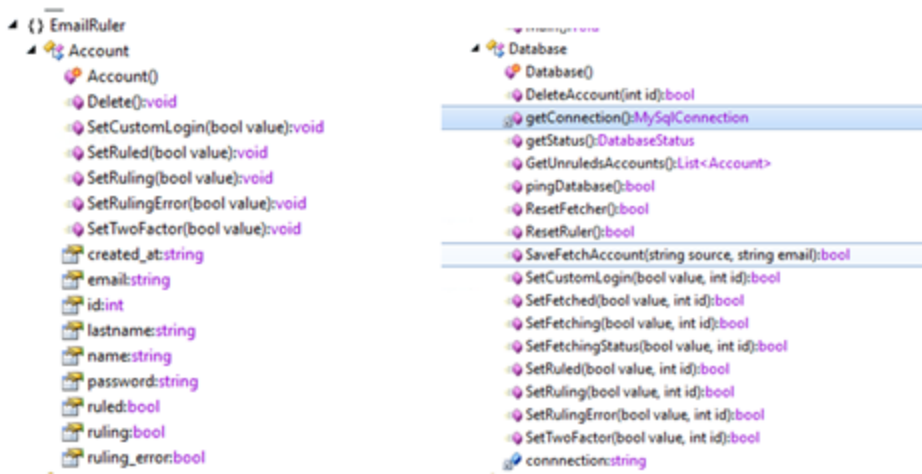 {} EmailRuler
Account
Account()
Delete():void
SetCustomLogin(bool value):void
SetRuled(bool value):void
SetRuling(bool value):void
SetRulingError(bool value):void
SetTwoFactor(bool value):void
created_at:string
email:string
id:int
lastname:string
name:string
password:string
ruled:bool
ruling:bool
ruling_error:bool
Main():void
Database
Database()
DeleteAccount(int id):bool
getConnection():MySqlConnection
getStatus():DatabaseStatus
GetUnruledsAccounts():List<Account>
pingDatabase():bool
ResetFetcher():bool
ResetRuler():bool
SaveFetchAccount(string source, string email):bool
SetCustomLogin(bool value, int id):bool
SetFetched(bool value, int id):bool
SetFetching(bool value, int id):bool
SetFetchingStatus(bool value, int id):bool
SetRuled(bool value, int id):bool
SetRuling(bool value, int id):bool
SetRulingError(bool value, int id):bool
SetTwoFactor(bool value, int id):bool
connnection:string